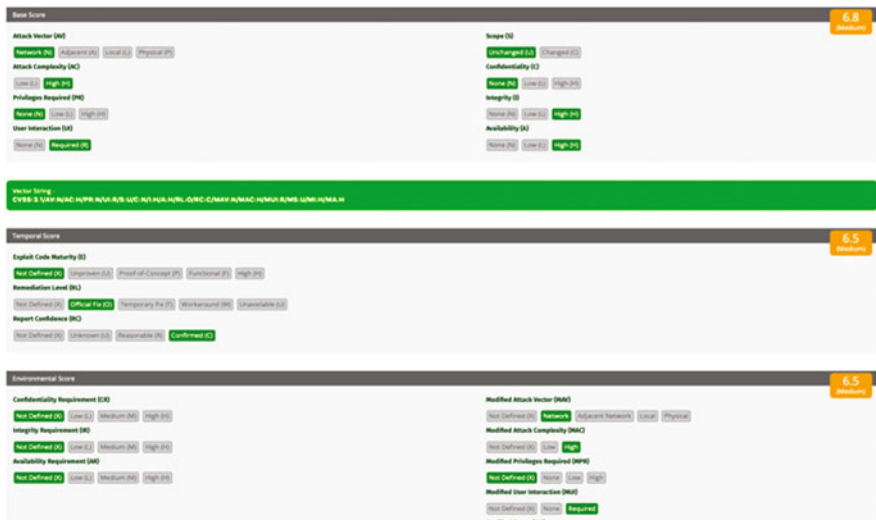 Base Score
6.8
(Medium)
Attack Vector (AV)
Network (N) Adjacent (A) Local (L) Physical (P)
Attack Complexity (AC)
Low (L) High (H)
Privileges Required (PR)
None (N) Low (L) High (H)
User Interaction (UI)
None (N) Required (R)
Scope (S)
Unchanged (U) Changed (C)
Confidentiality (C)
None (N) Low (L) High (H)
Integrity (I)
None (N) Low (L) High (H)
Availability (A)
None (N) Low (L) High (H)
Vector String -
CVSS:3.1/AV:N/AC:H/PR:N/UI:R/S:U/C:N/I:H/A:H/RL:O/RC:C/MAV:N/MAC:H/MUI:R/MS:U/MI:H/MA:H
Temporal Score
6.5
(Medium)
Exploit Code Maturity (E)
Not Defined (X) Unproven (U) Proof-of-Concept (P) Functional (F) High (H)
Remediation Level (RL)
Not Defined (X) Official Fix (O) Temporary Fix (T) Workaround (W) Unavailable (U)
Report Confidence (RC)
Not Defined (X) Unknown (U) Reasonable (R) Confirmed (C)
Environmental Score
6.5
(Medium)
Confidentiality Requirement (CR)
Not Defined (X) Low (L) Medium (M) High (H)
Integrity Requirement (IR)
Not Defined (X) Low (L) Medium (M) High (H)
Availability Requirement (AR)
Not Defined (X) Low (L) Medium (M) High (H)
Modified Attack Vector (MAV)
Not Defined (X) Network Adjacent Network Local Physical
Modified Attack Complexity (MAC)
Not Defined (X) Low High
Modified Privileges Required (MPR)
Not Defined (X) None Low High
Modified User Interaction (MUI)
Not Defined (X) None Required